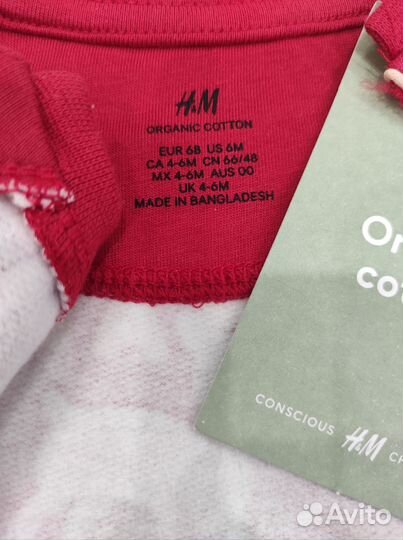 H&M
ORGANIC COTTON
EUR 68 US 6M
CA 4-6M CN 66/48
MX 4-6M AUS 00
UK 4-6M
MADE IN BANGLADESH
CONSCIOUS H&M
Avito